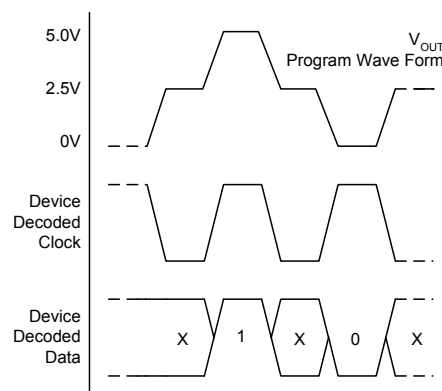 5.0V
V_OUT
Program Wave Form
2.5V
0V
Device
Decoded
Clock
Device
Decoded
Data
X 1 X 0 X